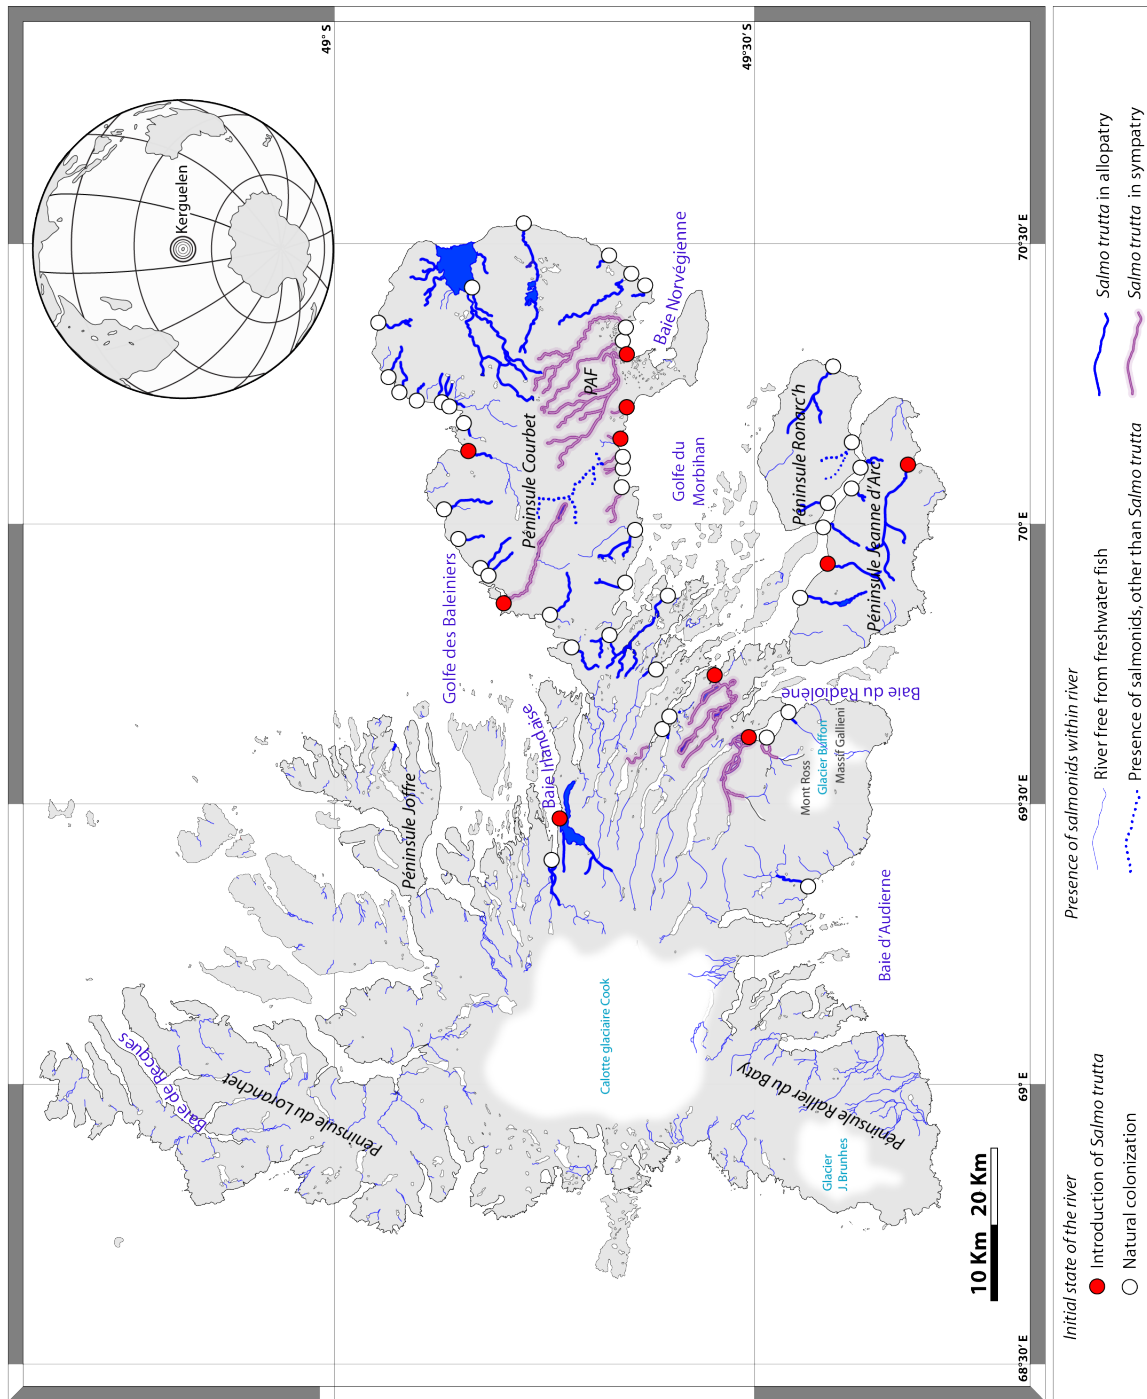 Kerguelen
49° S
49°30' S
70°30' E
70° E
69°30' E
69° E
68°30' E
Baie de Recques
Péninsule du Loranchet
Péninsule Joffre
Golfe des Baleiniers
Baie Irlandaise
Péninsule Courbet
PAF
Baie Norvégienne
Golfe du
Morbihan
Péninsule Ronarc'h
Péninsule Jeanne d'Arc
Baie du Radiolène
Mont Ross
Glacier Buffon
Massif Gallieni
Baie d'Audierne
Calotte glaciaire Cook
Péninsule Rallier du Baty
Glacier
J. Brunhes
10 Km 20 Km
Initial state of the river
Introduction of Salmo trutta
Natural colonization
Presence of salmonids within river
River free from freshwater fish
Presence of salmonids, other than Salmo trutta
Salmo trutta in allopatry
Salmo trutta in sympatry